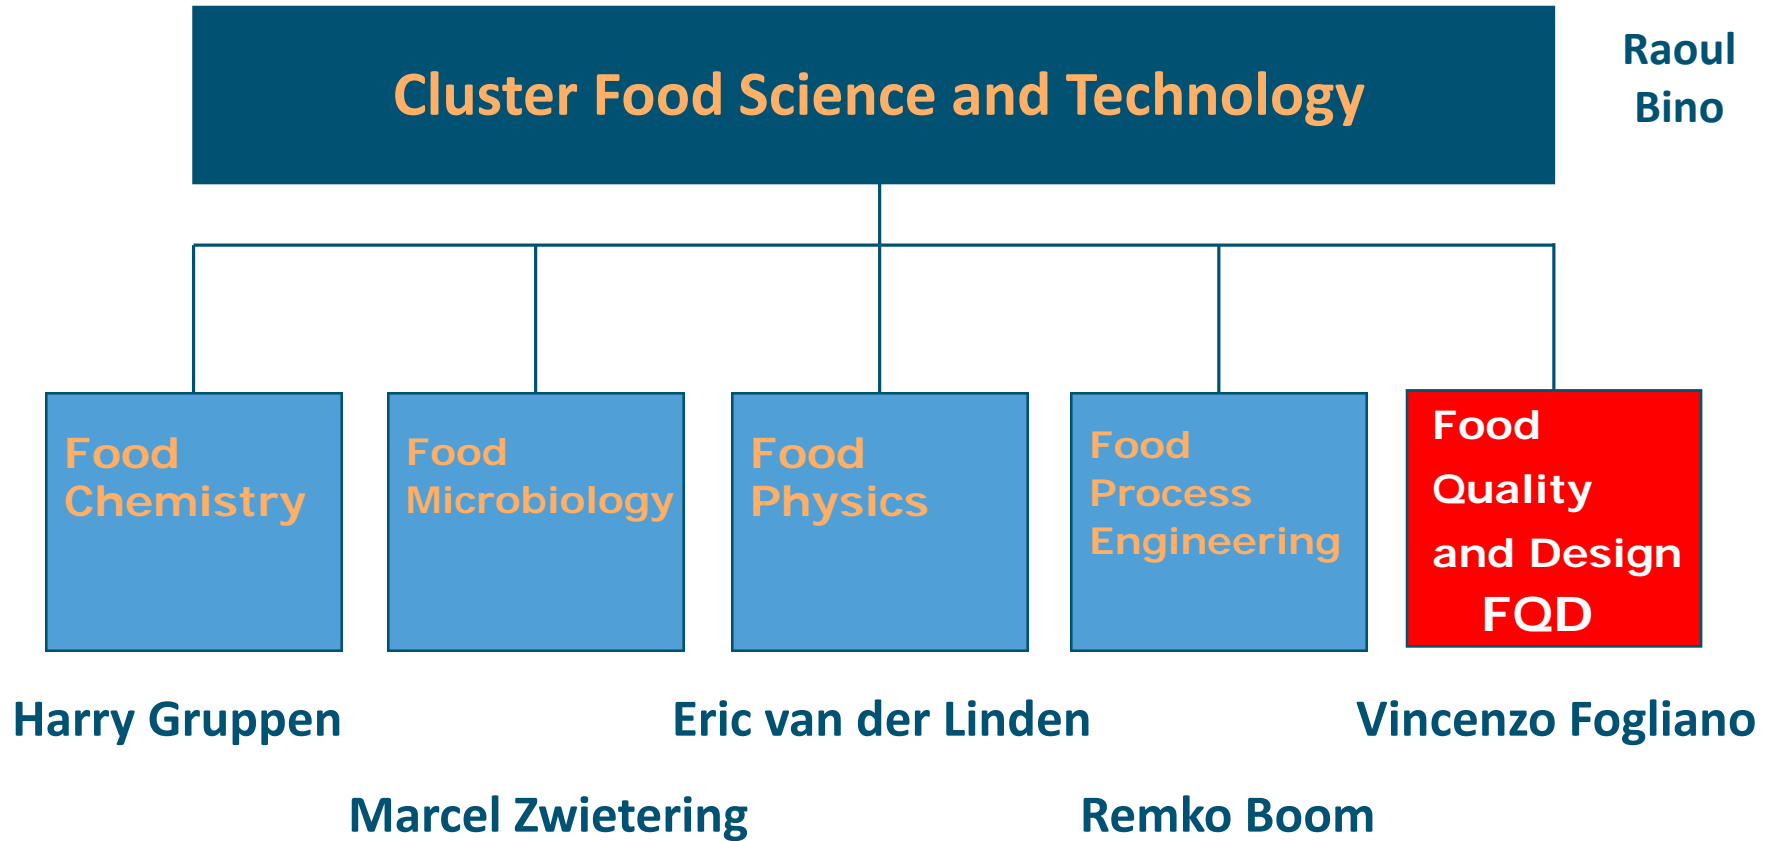 Cluster Food Science and Technology
Raoul
Bino
Food
Chemistry
Food
Microbiology
Food
Physics
Food
Process
Engineering
Food
Quality
and Design
FQD
Harry Gruppen
Eric van der Linden
Vincenzo Fogliano
Marcel Zwietering
Remko Boom